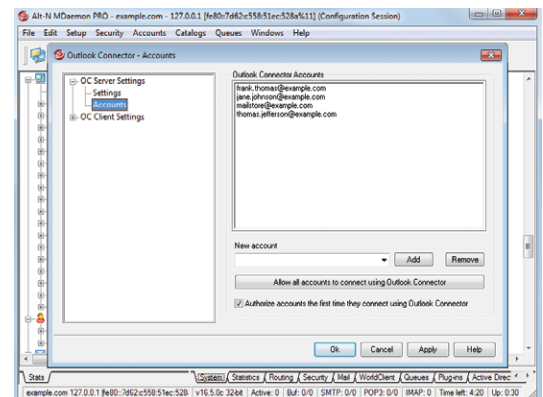 Alt-N MDaemon PRO - example.com - 127.0.0.1 [fe80::7d62:c558:51ec:528a%11] (Configuration Session)
File Edit Setup Security Accounts Catalogs Queues Windows Help
Outlook Connector - Accounts
OC Server Settings
Settings
Accounts
OC Client Settings
Outlook Connector Accounts
frank.thomas@example.com
jane.johnson@example.com
mailstore@example.com
thomas.jefferson@example.com
New account
Add
Remove
Allow all accounts to connect using Outlook Connector
Authorize accounts the first time they connect using Outlook Connector
Ok
Cancel
Apply
Help
Stats
System Statistics Routing Security Mail WorldClient Queues Plug-ins Active Direc
example.com 127.0.0.1 [fe80::7d62:c558:51ec:528 v16.5.0c 32-bit Active: 0 Buf: 0/0 SMTP: 0/0 POP3: 0/0 IMAP: 0 Time left: 4:20 Up: 0:30